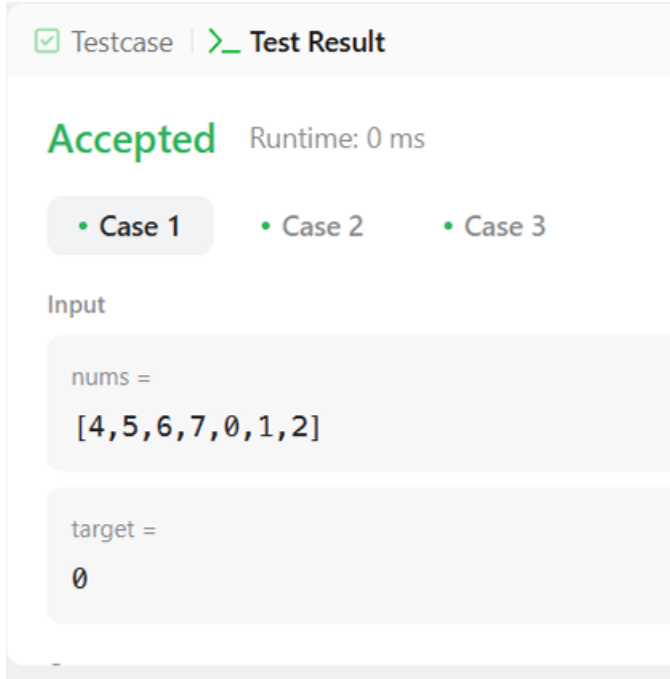 Testcase Test Result
Accepted Runtime: 0 ms
• Case 1 • Case 2 • Case 3
Input
nums =
[4,5,6,7,0,1,2]
target =
0